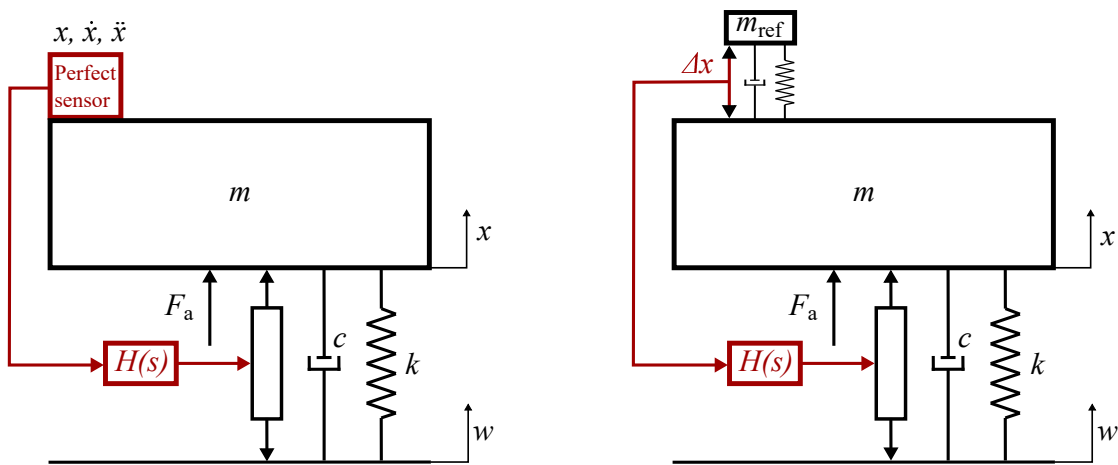 x, ẋ, ẍ
Perfect
sensor
m
x
F_a
H(s)
c
k
w
m_ref
Δx
m
x
F_a
H(s)
c
k
w